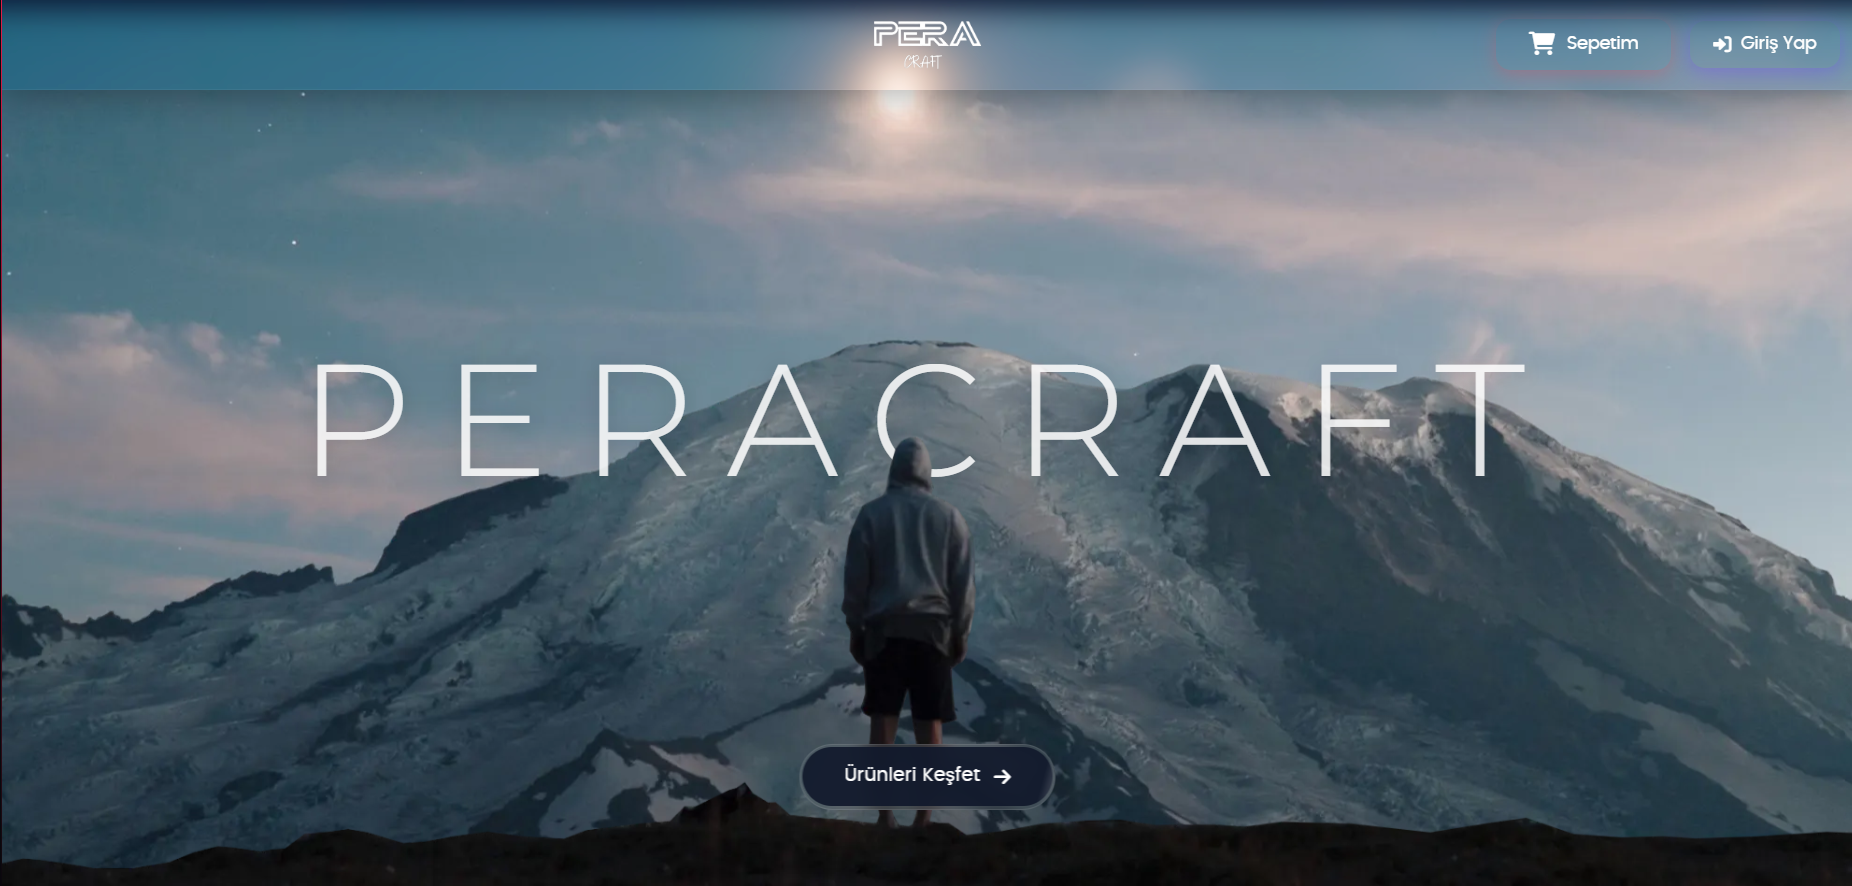 PERA
CRAFT
Sepetim
Giriş Yap
PERACRAFT
Ürünleri Keşfet